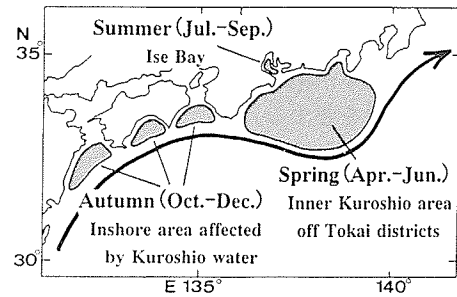 N
35°
30°
Summer (Jul.-Sep.)
Ise Bay
Spring (Apr.-Jun.)
Inner Kuroshio area
off Tokai districts
Autumn (Oct.-Dec.)
Inshore area affected
by Kuroshio water
E 135°
140°